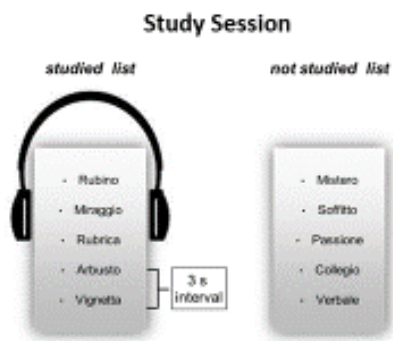 Study Session
studied list
not studied list
· Rubino
· Miraggio
· Rubrica
· Arbusto
· Vignetta
3 s
interval
· Mistero
· Soffitto
· Passione
· Collegio
· Verbale